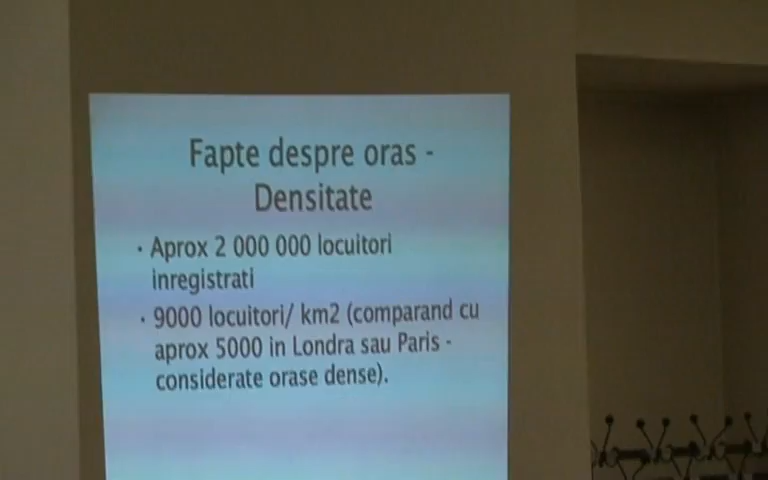 Fapte despre oras -
Densitate
• Aprox 2 000 000 locuitori
inregistrati
• 9000 locuitori/ km2 (comparand cu
aprox 5000 in Londra sau Paris -
considerate orase dense).